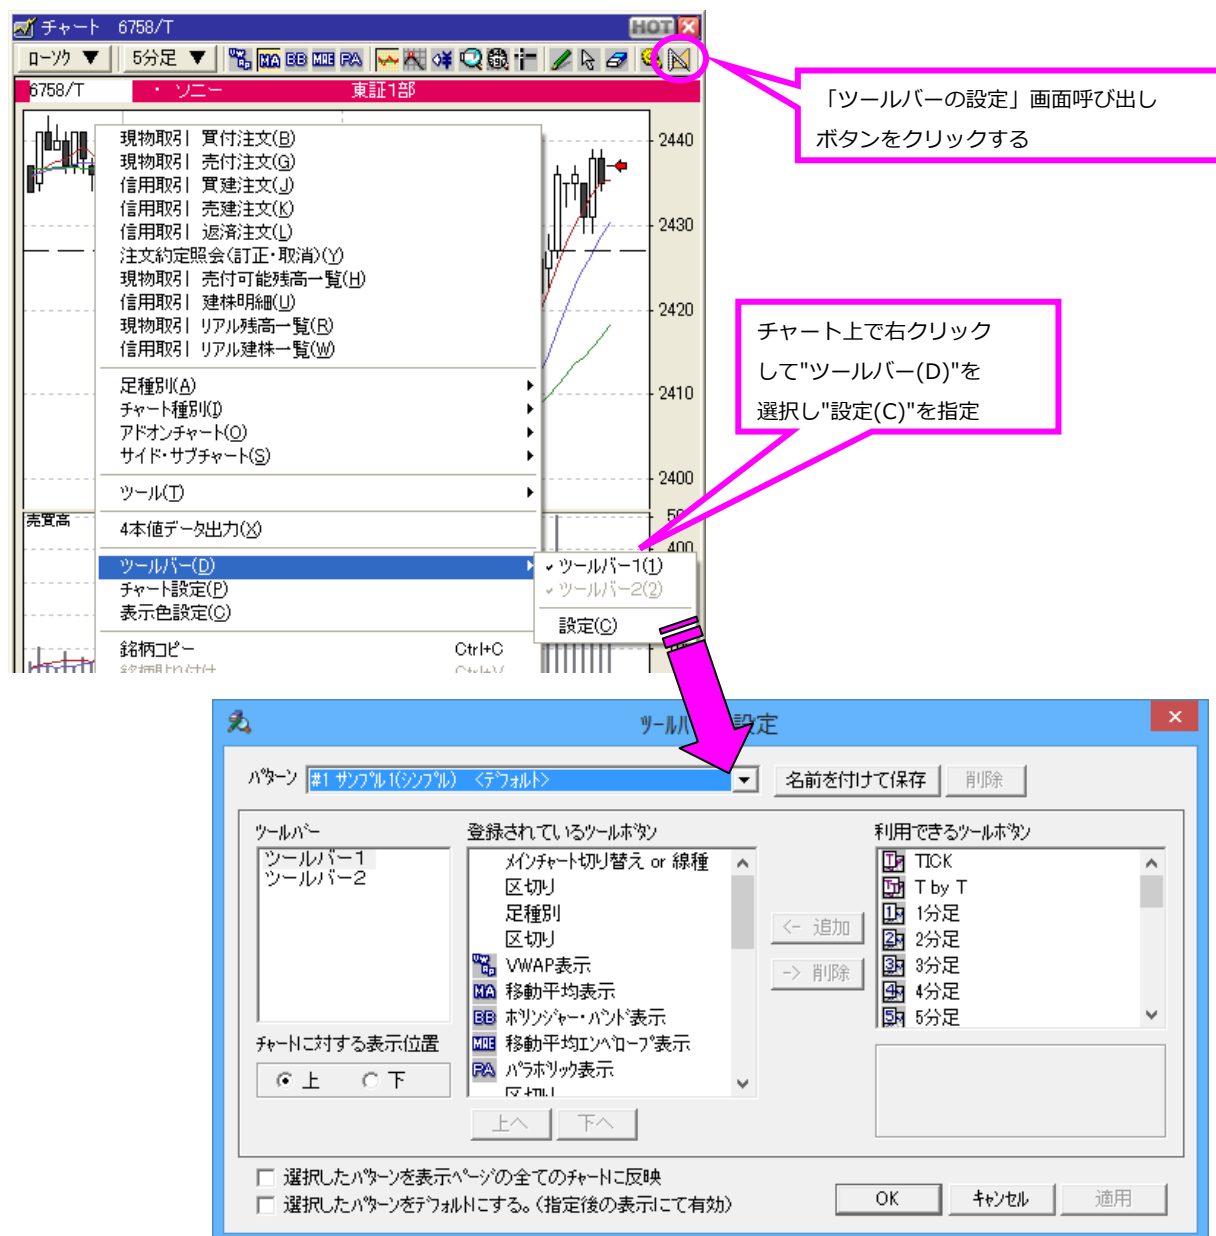 チャート 6758/T
HOT
ローソク ▼ 5分足 ▼ MA BB MAE PA
6758/T ・ ソニー 東証1部
「ツールバーの設定」画面呼び出し
ボタンをクリックする
2440
2430
2420
2410
2400
現物取引 買付注文(B)
現物取引 売付注文(G)
信用取引 買建注文(J)
信用取引 売建注文(K)
信用取引 返済注文(L)
注文約定照会(訂正・取消)(Y)
現物取引 売付可能残高一覧(H)
信用取引 建株明細(U)
現物取引 リアル残高一覧(R)
信用取引 リアル建株一覧(W)
足種別(A)
チャート種別(I)
アドオンチャート(O)
サイド・サブチャート(S)
ツール(T)
4本値データ出力(X)
ツールバー(D)
チャート設定(P)
表示色設定(C)
銘柄コピー Ctrl+C
銘柄貼り付け Ctrl+V
売買高
400
ツールバー1(1)
ツールバー2(2)
設定(C)
チャート上で右クリック
して"ツールバー(D)"を
選択し"設定(C)"を指定
設定
パターン #1 サンプル1(シンプル) <デフォルト> 名前を付けて保存 削除
ツールバー
ツールバー1
ツールバー2
チャートに対する表示位置
上 下
登録されているツールボタン
メインチャート切り替え or 線種
区切り
足種別
区切り
VWAP表示
MA 移動平均表示
BB ボリンジャー・バンド表示
MAE 移動平均エンベロープ表示
PA パラボリック表示
区切り
上へ 下へ
<- 追加
-> 削除
利用できるツールボタン
TICK
T by T
1分足
2分足
3分足
4分足
5分足
選択したパターンを表示ページの全てのチャートに反映
選択したパターンをデフォルトにする。(指定後の表示にて有効)
OK キャンセル 適用